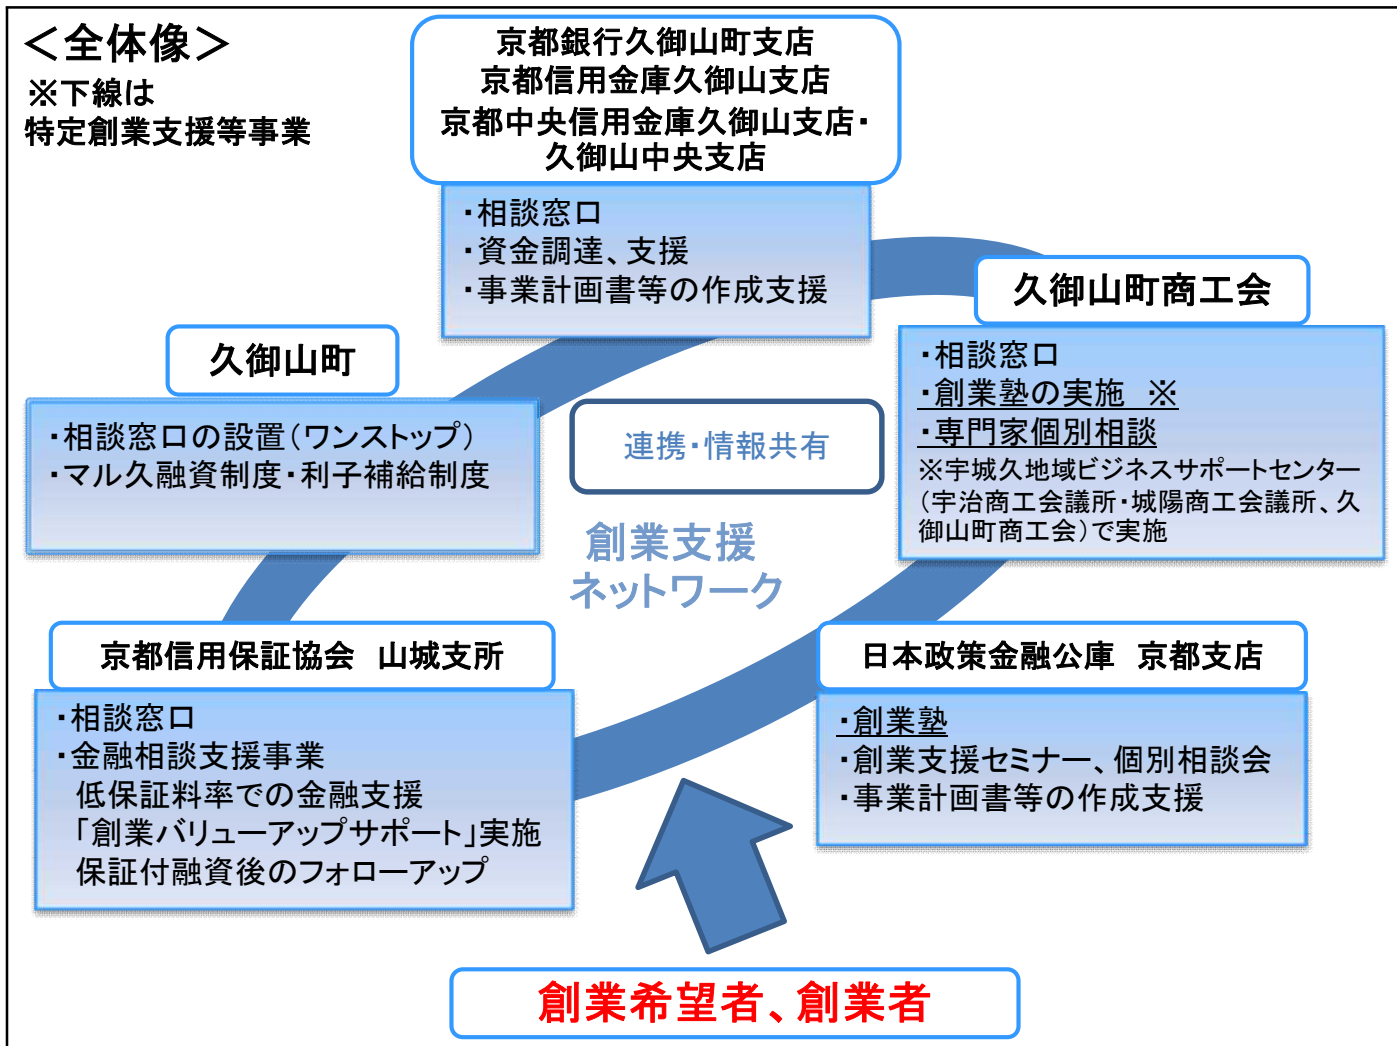 ＜全体像＞
※下線は
特定創業支援等事業
京都銀行久御山町支店
京都信用金庫久御山支店
京都中央信用金庫久御山支店・
久御山中央支店
・相談窓口
・資金調達、支援
・事業計画書等の作成支援
久御山町商工会
・相談窓口
・創業塾の実施　※
・専門家個別相談
※宇城久地域ビジネスサポートセンター
（宇治商工会議所・城陽商工会議所、久
御山町商工会）で実施
久御山町
・相談窓口の設置（ワンストップ）
・マル久融資制度・利子補給制度
連携・情報共有
創業支援
ネットワーク
京都信用保証協会　山城支所
・相談窓口
・金融相談支援事業
低保証料率での金融支援
「創業バリューアップサポート」実施
保証付融資後のフォローアップ
日本政策金融公庫　京都支店
・創業塾
・創業支援セミナー、個別相談会
・事業計画書等の作成支援
創業希望者、創業者